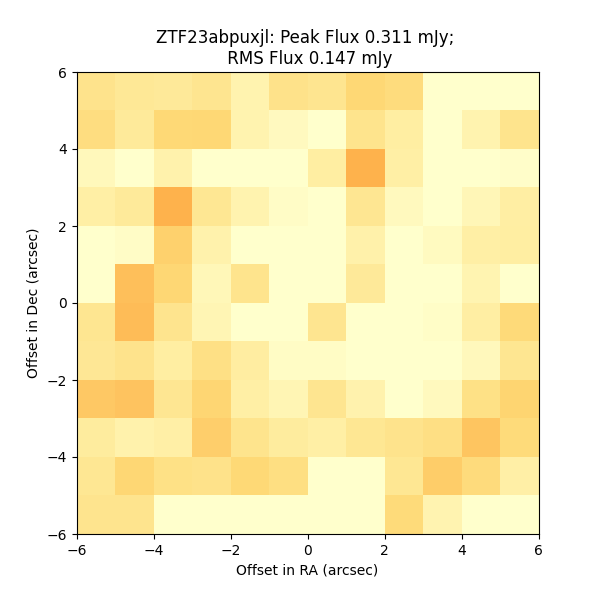 ZTF23abpuxjl: Peak Flux 0.311 mJy;
RMS Flux 0.147 mJy
6
4
2
0
−2
−4
−6
Offset in Dec (arcsec)
−6 −4 −2 0 2 4 6
Offset in RA (arcsec)